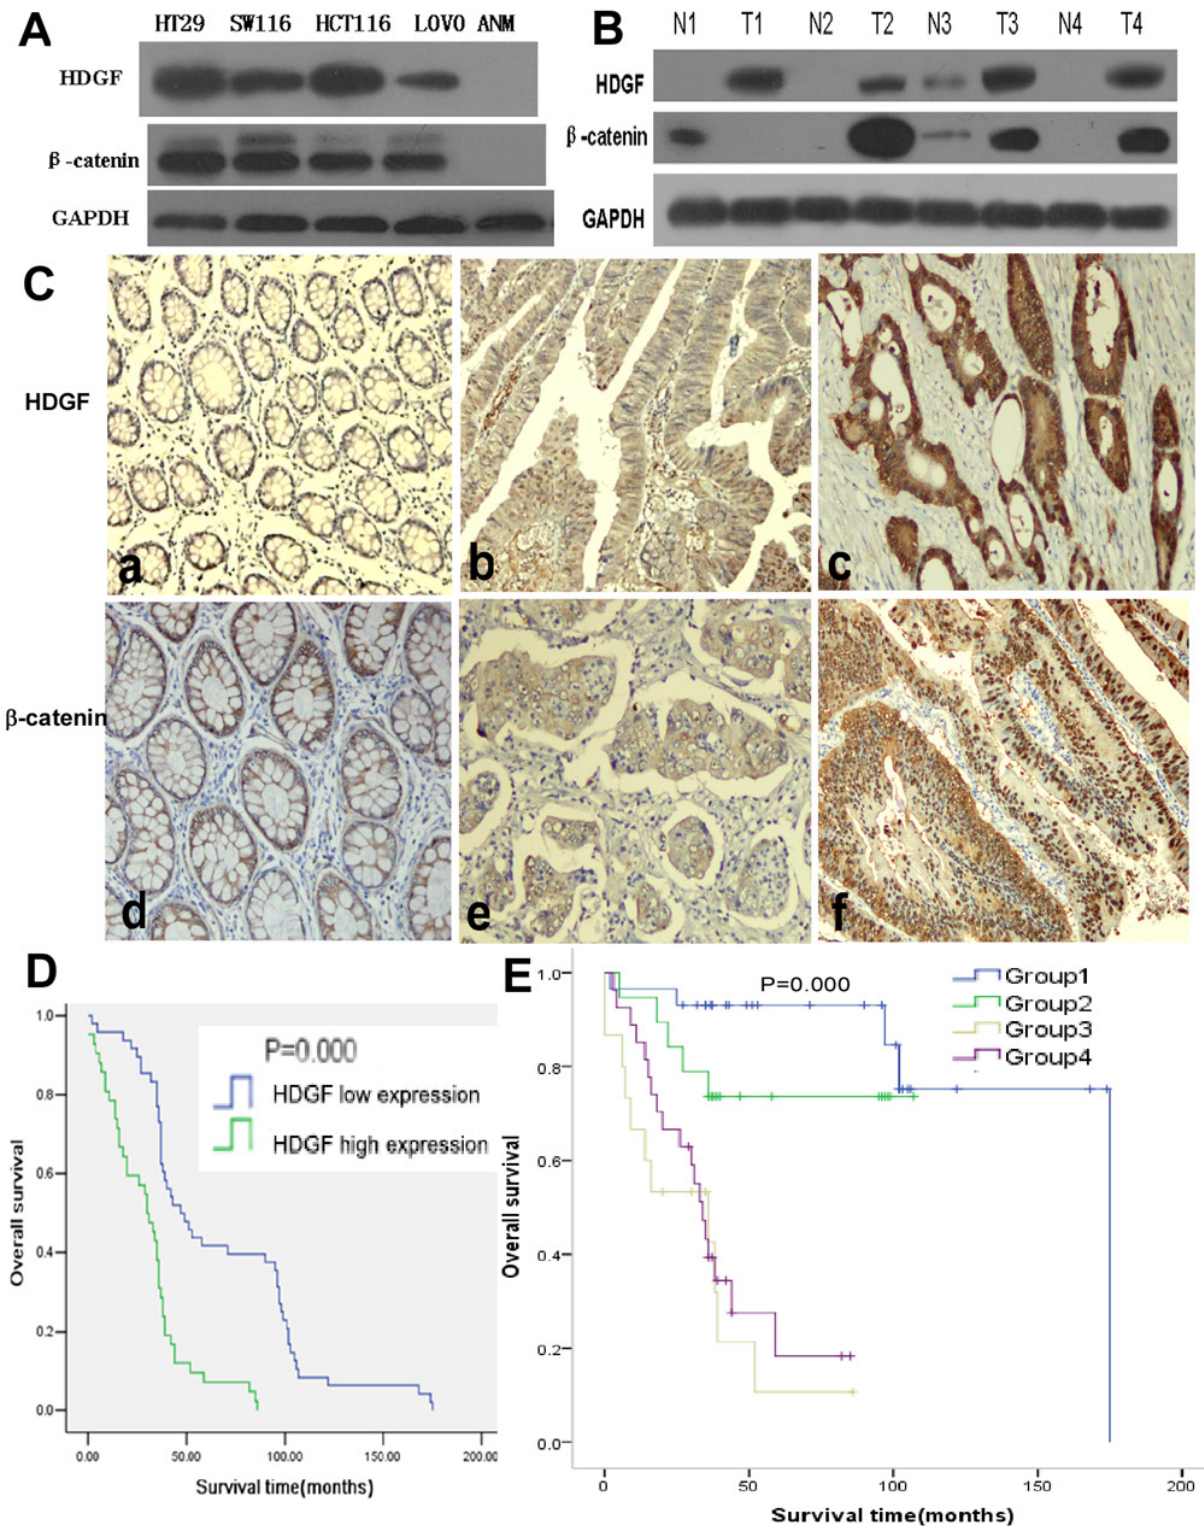 A
HT29 SW116 HCT116 LOVO ANM
HDGF
β-catenin
GAPDH
B
N1 T1 N2 T2 N3 T3 N4 T4
HDGF
β-catenin
GAPDH
C
HDGF
a
b
c
β-catenin
d
e
f
D
P=0.000
HDGF low expression
HDGF high expression
Overall survival
1.0
0.8
0.6
0.4
0.2
0.0
0.00 50.00 100.00 150.00 200.00
Survival time(months)
E
P=0.000
Group1
Group2
Group3
Group4
Overall survival
1.0
0.8
0.6
0.4
0.2
0.0
0 50 100 150 200
Survival time(months)